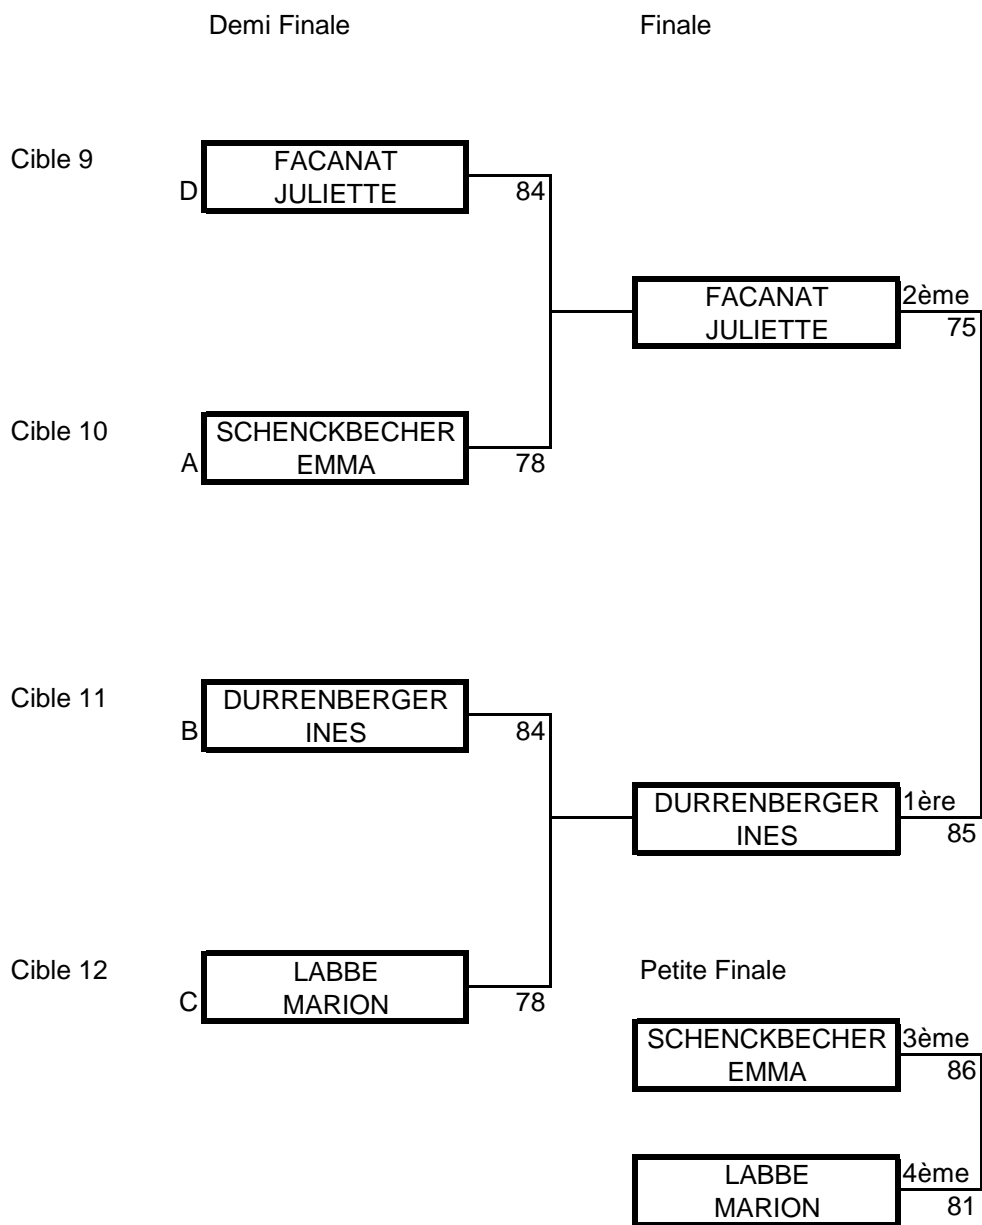 Demi Finale
Finale
Cible 9
D
FACANAT
JULIETTE
84
FACANAT
JULIETTE
2ème
75
Cible 10
A
SCHENCKBECHER
EMMA
78
Cible 11
B
DURRENBERGER
INES
84
DURRENBERGER
INES
1ère
85
Cible 12
C
LABBE
MARION
78
Petite Finale
SCHENCKBECHER
EMMA
3ème
86
LABBE
MARION
4ème
81